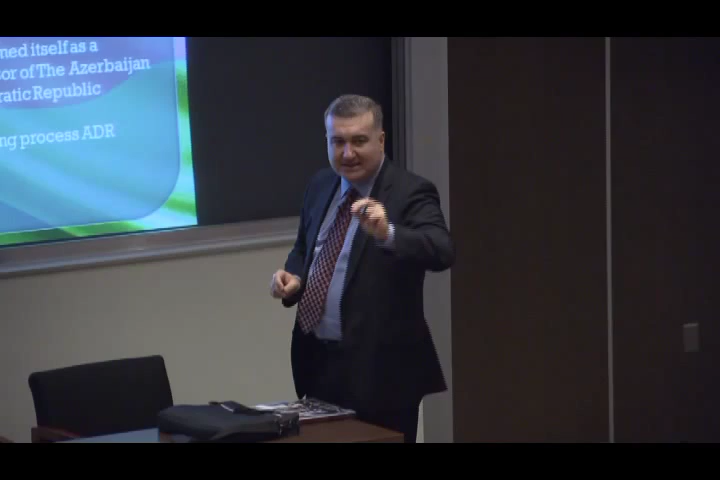 ned itself as a
sor of The Azerbaijan
ratic Republic
ng process ADR